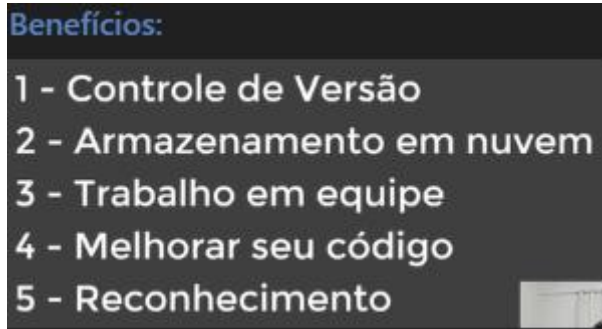 Benefícios:
1 - Controle de Versão
2 - Armazenamento em nuvem
3 - Trabalho em equipe
4 - Melhorar seu código
5 - Reconhecimento